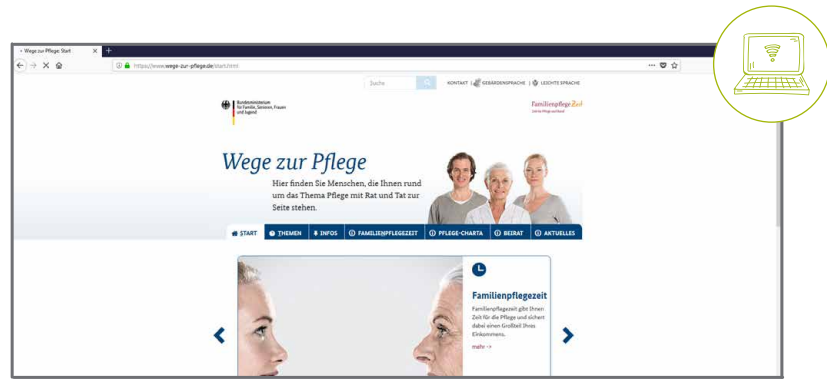 Wege zur Pflege: Start
https://www.wege-zur-pflege.de/start.html
Suche
KONTAKT | GEBÄRDENSPRACHE | LEICHTE SPRACHE
Bundesministerium
für Familie, Senioren, Frauen
und Jugend
FamilienpflegeZeit
Wege zur Pflege
Hier finden Sie Menschen, die Ihnen rund
um das Thema Pflege mit Rat und Tat zur
Seite stehen.
START THEMEN INFOS FAMILIENPFLEGEZEIT PFLEGE-CHARTA BEIRAT AKTUELLES
Familienpflegezeit
Familienpflegezeit gibt Ihnen
Zeit für die Pflege und sichert
dabei einen Großteil Ihres
Einkommens.
mehr ->